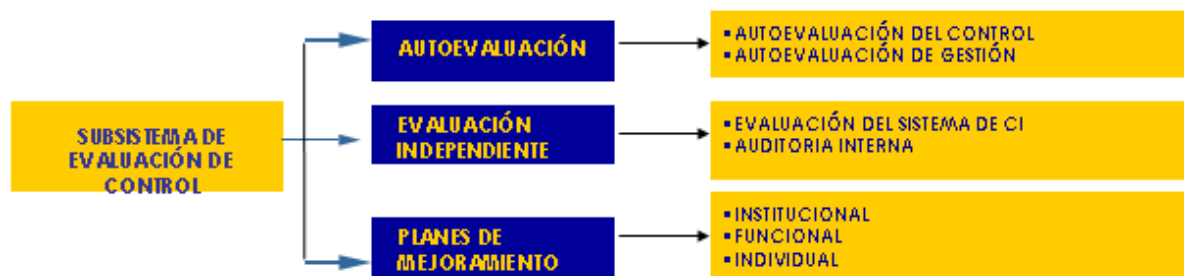 SUBSISTEMA DE
EVALUACIÓN DE
CONTROL
AUTOEVALUACIÓN
▪ AUTOEVALUACIÓN DEL CONTROL
▪ AUTOEVALUACIÓN DE GESTIÓN
EVALUACIÓN
INDEPENDIENTE
▪ EVALUACIÓN DEL SISTEMA DE CI
▪ AUDITORIA INTERNA
PLANES DE
MEJORAMIENTO
▪ INSTITUCIONAL
▪ FUNCIONAL
▪ INDIVIDUAL